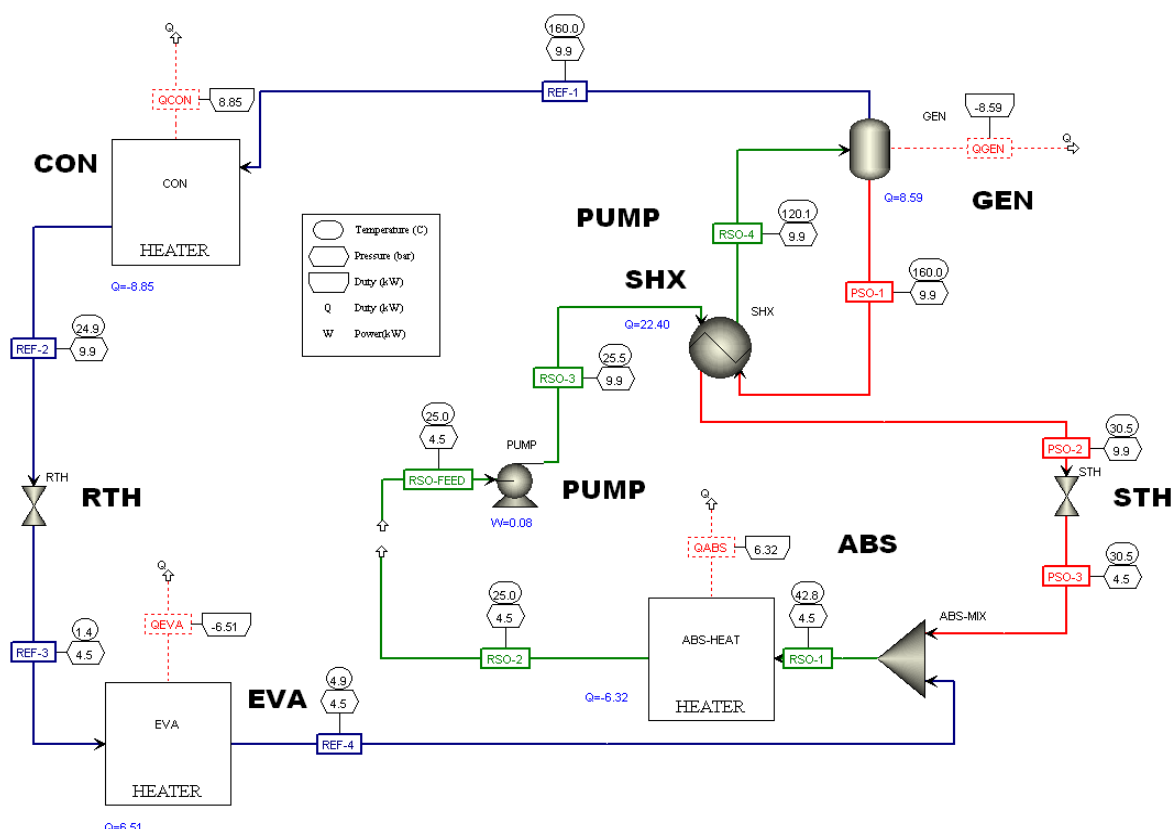 160.0
9.9
REF-1
Q
QCON
8.85
CON
CON
HEATER
Q=-8.85
GEN
-8.59
QGEN
Q
GEN
Q=8.59
PUMP
120.1
RSO-4
9.9
160.0
PSO-1
9.9
Temperature (C)
Pressure (bar)
Duty (kW)
Q Duty (kW)
W Power(kW)
SHX
SHX
Q=22.40
24.9
REF-2
9.9
25.5
RSO-3
9.9
25.0
4.5
RSO-FEED
PUMP
PUMP
W=0.08
30.5
PSO-2
9.9
STH
STH
RTH
RTH
Q
QABS
6.32
ABS
30.5
PSO-3
4.5
Q
QEVA
-6.51
25.0
4.5
RSO-2
ABS-HEAT
HEATER
Q=-6.32
42.8
4.5
RSO-1
ABS-MIX
1.4
REF-3
4.5
EVA
EVA
HEATER
4.9
4.5
REF-4
Q=6.51